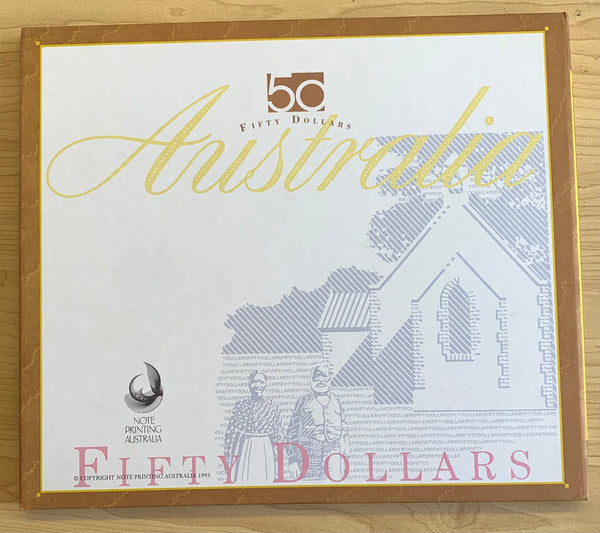 50
FIFTY DOLLARS
Australia
NOTE
PRINTING
AUSTRALIA
FIFTY DOLLARS
© COPYRIGHT NOTE PRINTING AUSTRALIA 1995